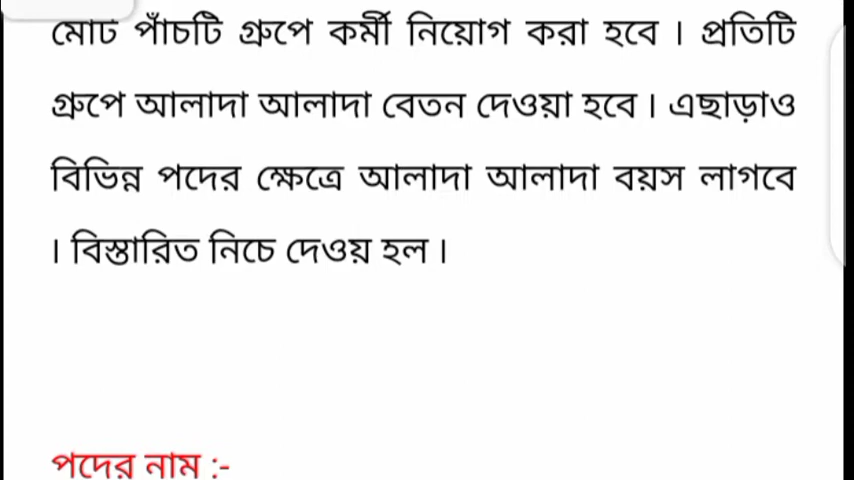 মোট পাঁচটি গ্রুপে কর্মী নিয়োগ করা হবে । প্রতিটি
গ্রুপে আলাদা আলাদা বেতন দেওয়া হবে । এছাড়াও
বিভিন্ন পদের ক্ষেত্রে আলাদা আলাদা বয়স লাগবে
। বিস্তারিত নিচে দেওয় হল ।
পদের নাম :-